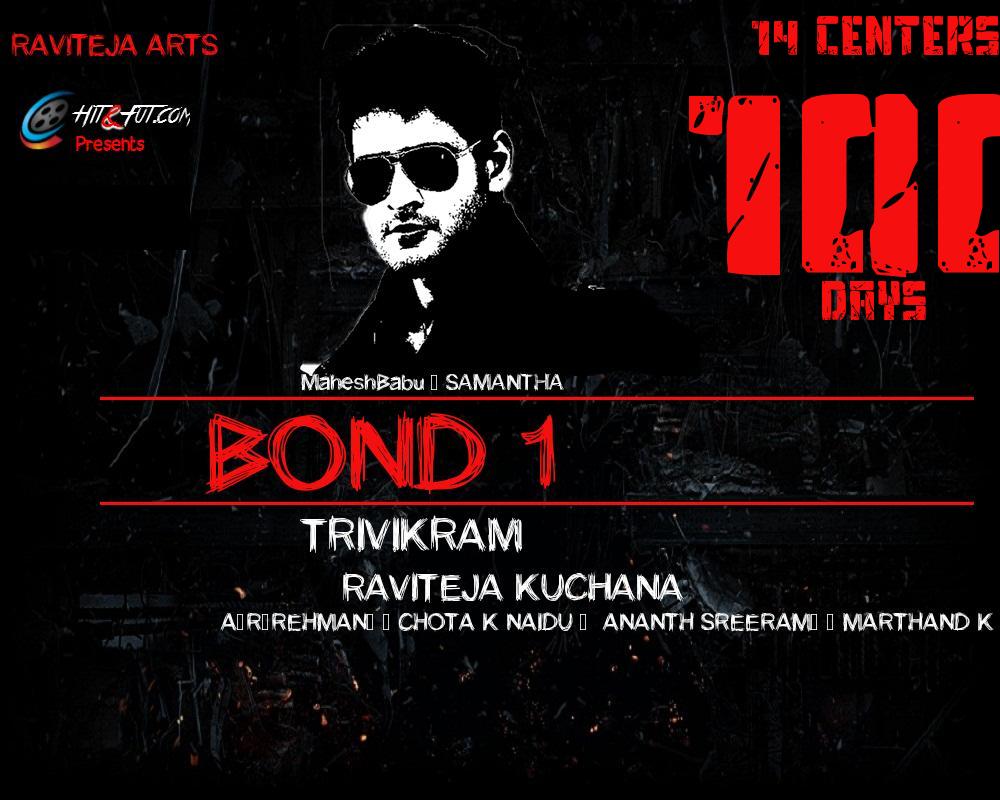 RAVITEJA ARTS
14 CENTERS
HIT&FUT.COM
Presents
100
DAYS
MaheshBabu ▯ SAMANTHA
BOND 1
TRIVIKRAM
RAVITEJA KUCHANA
A▯R▯REHMAN▯ ▯ CHOTA K NAIDU ▯ ANANTH SREERAM▯ ▯ MARTHAND K